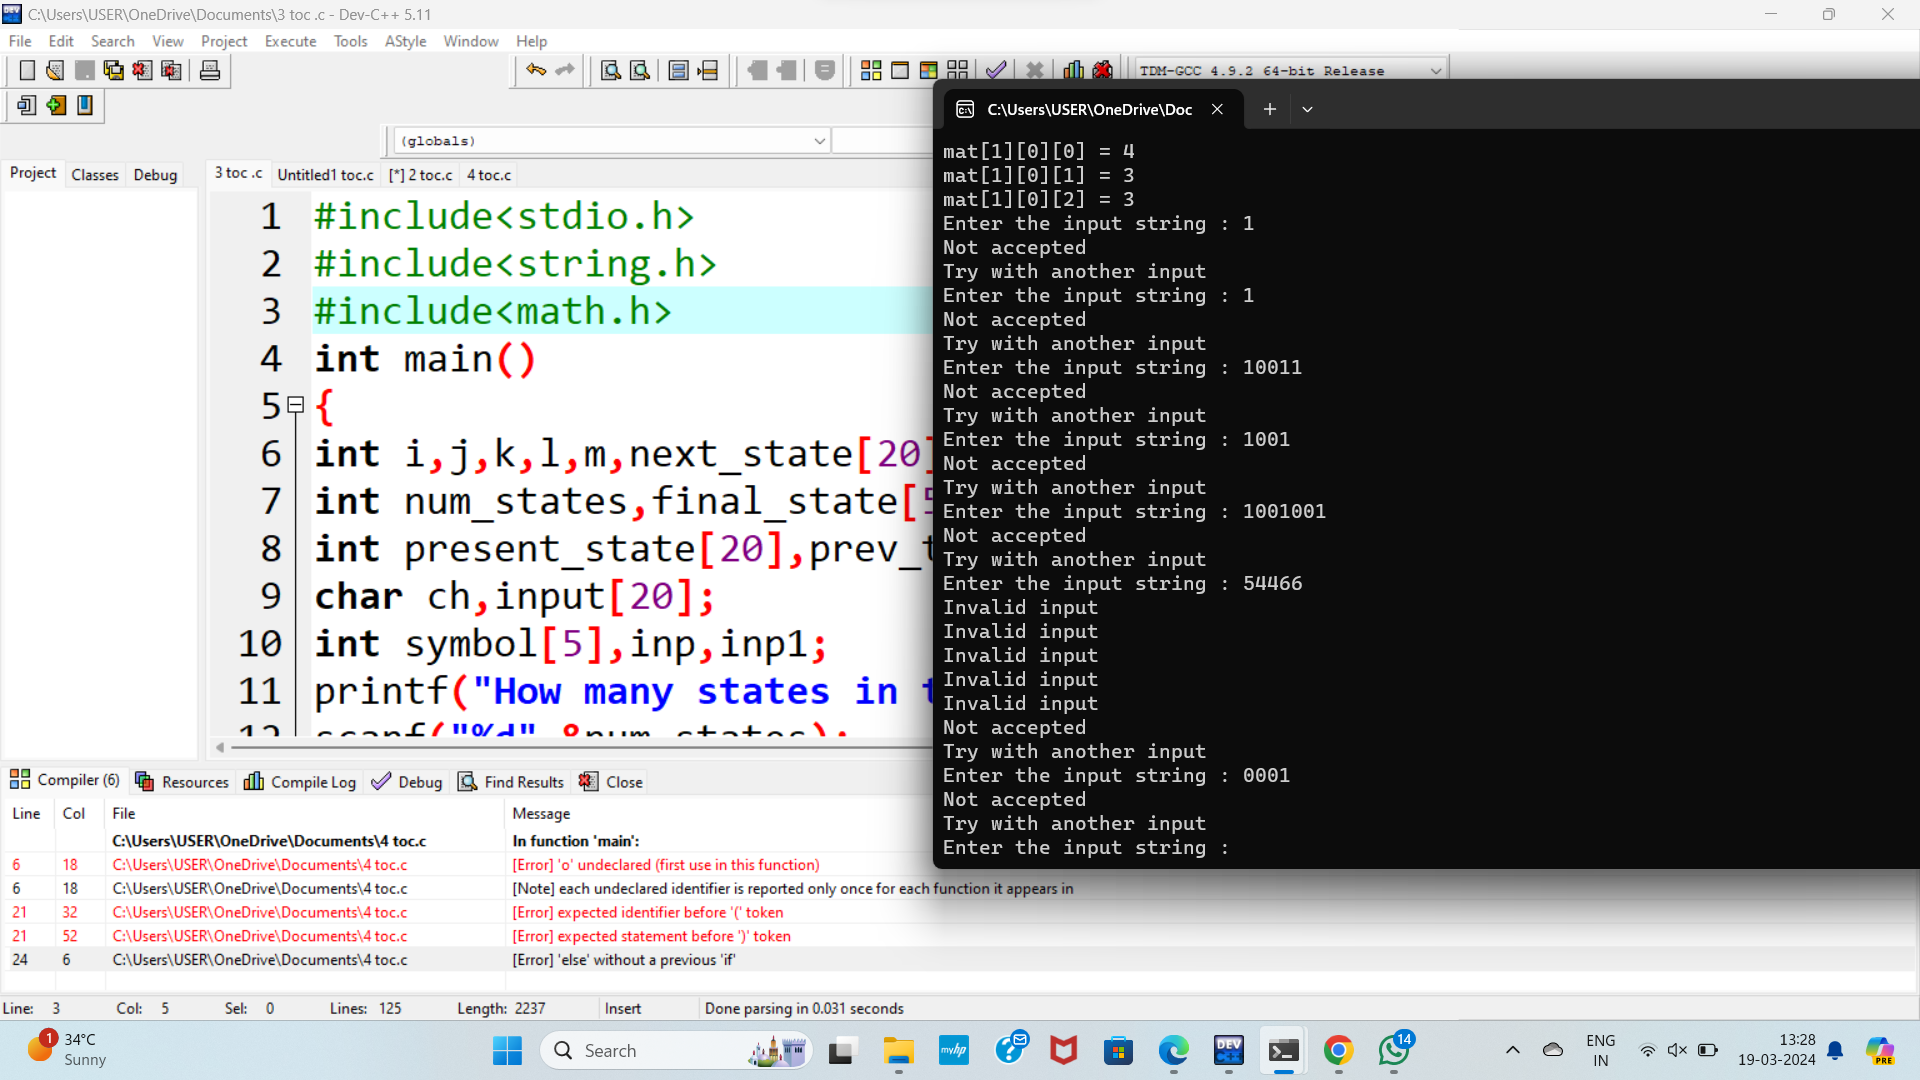 C:\Users\USER\OneDrive\Documents\3 toc .c - Dev-C++ 5.11
File Edit Search View Project Execute Tools AStyle Window Help
TDM-GCC 4.9.2 64-bit Release
(globals)
Project Classes Debug
3 toc .c Untitled1 toc.c [*] 2 toc.c 4 toc.c
1 #include<stdio.h>
2 #include<string.h>
3 #include<math.h>
4 int main()
5 {
6 int i,j,k,l,m,next_state[20]
7 int num_states,final_state[5
8 int present_state[20],prev_t
9 char ch,input[20];
10 int symbol[5],inp,inp1;
11 printf("How many states in t
12 scanf("%d",&num_states);
C:\Users\USER\OneDrive\Doc
mat[1][0][0] = 4
mat[1][0][1] = 3
mat[1][0][2] = 3
Enter the input string : 1
Not accepted
Try with another input
Enter the input string : 1
Not accepted
Try with another input
Enter the input string : 10011
Not accepted
Try with another input
Enter the input string : 1001
Not accepted
Try with another input
Enter the input string : 1001001
Not accepted
Try with another input
Enter the input string : 54466
Invalid input
Invalid input
Invalid input
Invalid input
Invalid input
Not accepted
Try with another input
Enter the input string : 0001
Not accepted
Try with another input
Enter the input string :
Compiler (6) Resources Compile Log Debug Find Results Close
Line Col File Message
C:\Users\USER\OneDrive\Documents\4 toc.c In function 'main':
6 18 C:\Users\USER\OneDrive\Documents\4 toc.c [Error] 'o' undeclared (first use in this function)
6 18 C:\Users\USER\OneDrive\Documents\4 toc.c [Note] each undeclared identifier is reported only once for each function it appears in
21 32 C:\Users\USER\OneDrive\Documents\4 toc.c [Error] expected identifier before '(' token
21 52 C:\Users\USER\OneDrive\Documents\4 toc.c [Error] expected statement before ')' token
24 6 C:\Users\USER\OneDrive\Documents\4 toc.c [Error] 'else' without a previous 'if'
Line: 3 Col: 5 Sel: 0 Lines: 125 Length: 2237 Insert Done parsing in 0.031 seconds
1 34°C
Sunny
Search
myhp
DEV
C++
14
ENG
IN
13:28
19-03-2024
PRE